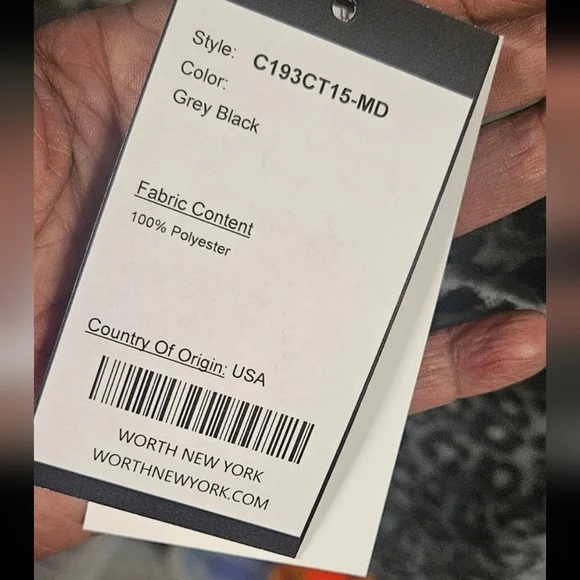 Style: C193CT15-MD
Color:
Grey Black
Fabric Content
100% Polyester
Country Of Origin: USA
WORTH NEW YORK
WORTHNEWYORK.COM